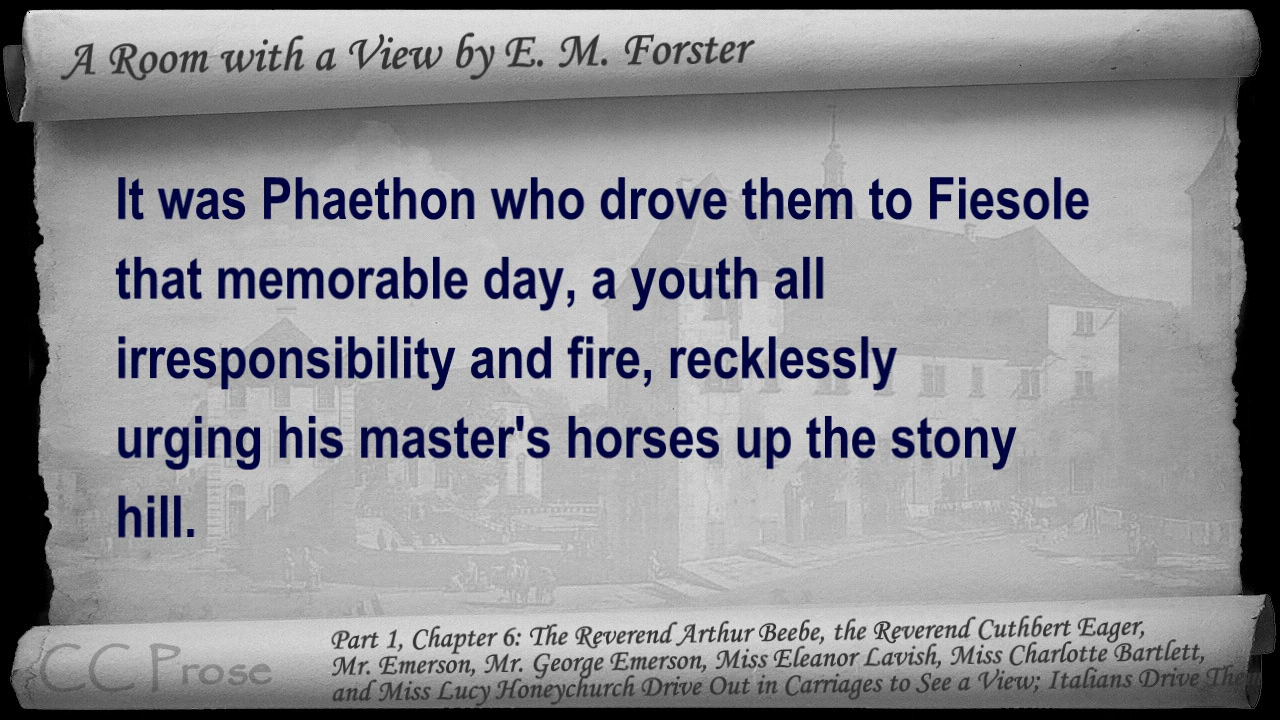 A Room with a View by E. M. Forster
It was Phaethon who drove them to Fiesole
that memorable day, a youth all
irresponsibility and fire, recklessly
urging his master's horses up the stony
hill.
CC Prose
Part 1, Chapter 6: The Reverend Arthur Beebe, the Reverend Cuthbert Eager,
Mr. Emerson, Mr. George Emerson, Miss Eleanor Lavish, Miss Charlotte Bartlett,
and Miss Lucy Honeychurch Drive Out in Carriages to See a View; Italians Drive